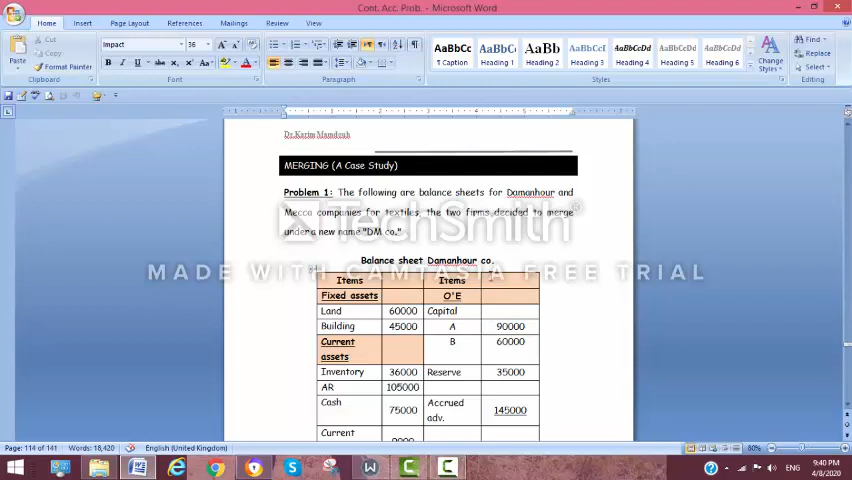 Cont. Acc. Prob. - Microsoft Word
Home Insert Page Layout References Mailings Review View
Paste
Cut
Copy
Format Painter
Clipboard
Impact 36
Font
Paragraph
AaBbCc AaBbCc AaBb AaBbCcI AaBbCcDd AaBbCcDd AaBbCcDd
¶ Caption Heading 1 Heading 2 Heading 3 Heading 4 Heading 5 Heading 6
Change Styles
Styles
Find
Replace
Select
Editing
Dr.Karim Mamdouh
MERGING (A Case Study)
Problem 1: The following are balance sheets for Damanhour and
Mecca companies for textiles, the two firms decided to merge
under a new name "DM co."
TechSmith®
MADE WITH CAMTASIA FREE TRIAL
Balance sheet Damanhour co.
Items Items
Fixed assets O'E
Land 60000 Capital
Building 45000 A 90000
Current assets B 60000
Inventory 36000 Reserve 35000
AR 105000
Cash 75000 Accrued adv. 145000
Current
Page: 114 of 141 Words: 18,420 English (United Kingdom) 80%
ENG 9:40 PM
4/8/2020